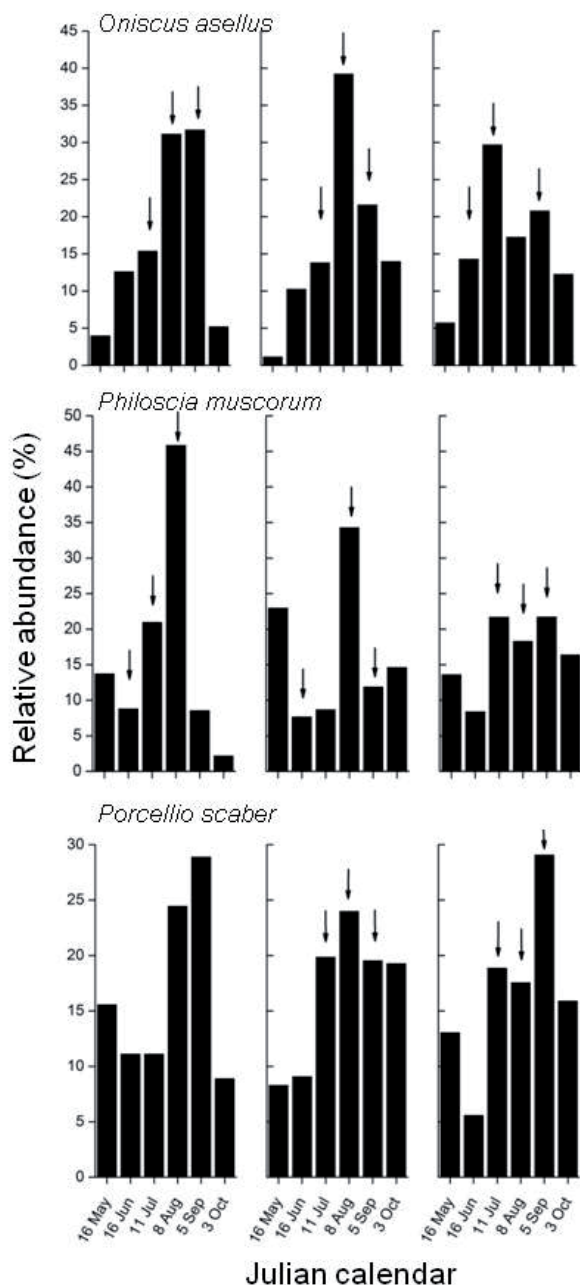 Oniscus asellus
45
40
35
30
25
20
15
10
5
0
Philoscia muscorum
50
45
40
35
30
25
20
15
10
5
0
Relative abundance (%)
Porcellio scaber
30
25
20
15
10
5
0
16 May
16 Jun
11 Jul
8 Aug
5 Sep
3 Oct
16 May
16 Jun
11 Jul
8 Aug
5 Sep
3 Oct
16 May
16 Jun
11 Jul
8 Aug
5 Sep
3 Oct
Julian calendar